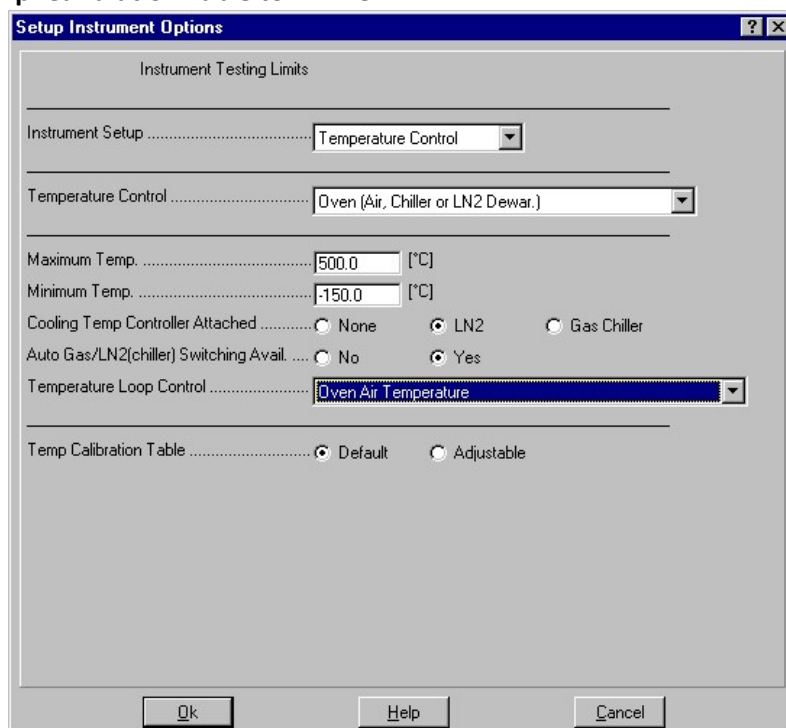 Setup Instrument Options
Instrument Testing Limits
Instrument Setup ................................... Temperature Control
Temperature Control .............................. Oven (Air, Chiller or LN2 Dewar.)
Maximum Temp. .................................... 500.0 [°C]
Minimum Temp. ..................................... -150.0 [°C]
Cooling Temp Controller Attached ........... None LN2 Gas Chiller
Auto Gas/LN2(chiller) Switching Avail. .... No Yes
Temperature Loop Control ..................... Oven Air Temperature
Temp Calibration Table .......................... Default Adjustable
Ok Help Cancel